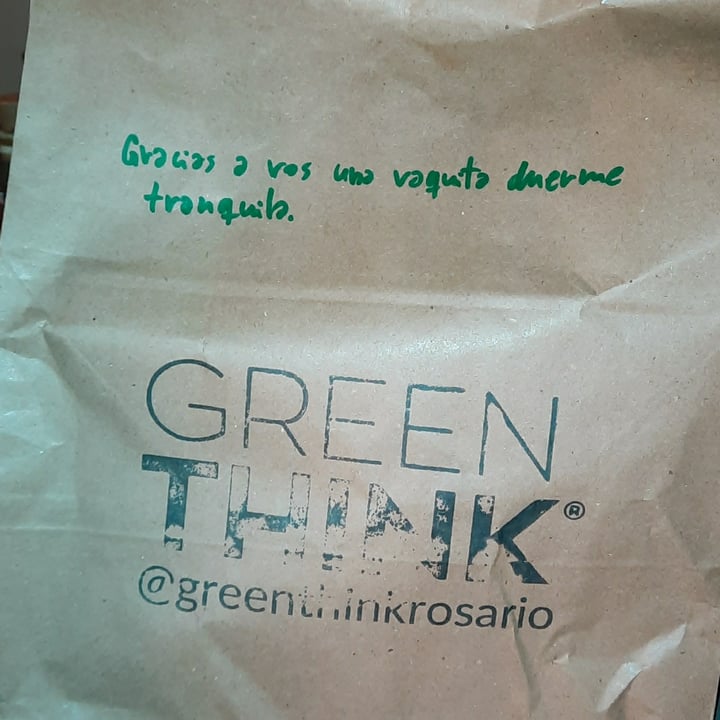 Gracias a vos una vaquita duerme
tranquila.
GREEN
THINK®
@greenthinkrosario